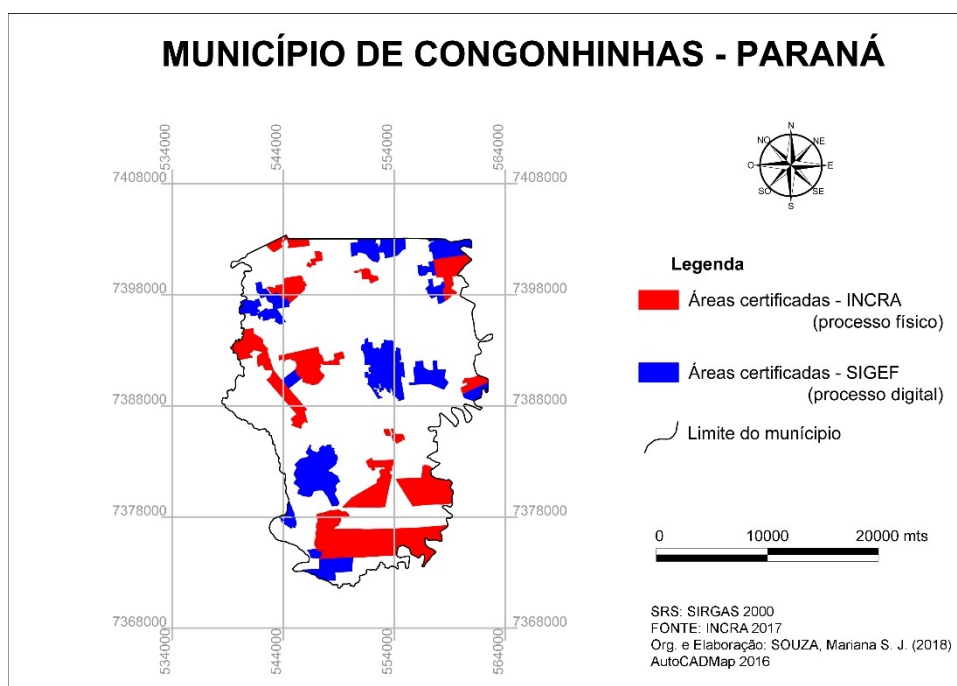 MUNICÍPIO DE CONGONHINHAS - PARANÁ
534000
544000
554000
564000
7408000
7408000
7398000
7398000
7388000
7388000
7378000
7378000
7368000
7368000
534000
544000
554000
564000
N
NO
NE
O
E
SO
SE
S
Legenda
Áreas certificadas - INCRA
(processo físico)
Áreas certificadas - SIGEF
(processo digital)
Limite do munícipio
0 10000 20000 mts
SRS: SIRGAS 2000
FONTE: INCRA 2017
Org. e Elaboração: SOUZA, Mariana S. J. (2018)
AutoCADMap 2016